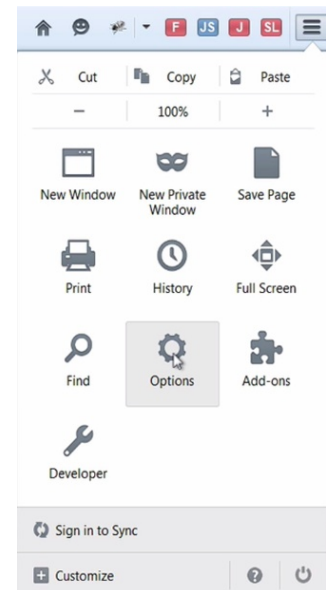 F JS J SL
Cut Copy Paste
− 100% +
New Window New Private Save Page
Window
Print History Full Screen
Find Options Add-ons
Developer
Sign in to Sync
Customize ?